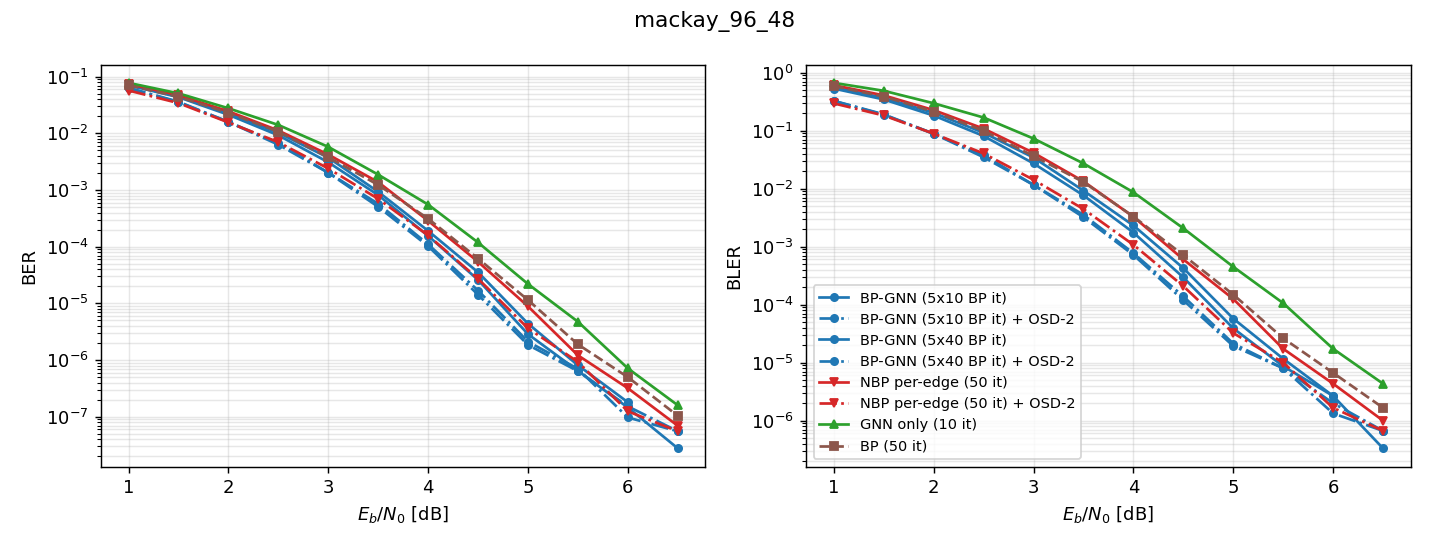 mackay_96_48
BER
10⁻¹
10⁻²
10⁻³
10⁻⁴
10⁻⁵
10⁻⁶
10⁻⁷
1 2 3 4 5 6
E_b/N_0 [dB]
BLER
10⁰
10⁻¹
10⁻²
10⁻³
10⁻⁴
10⁻⁵
10⁻⁶
BP-GNN (5x10 BP it)
BP-GNN (5x10 BP it) + OSD-2
BP-GNN (5x40 BP it)
BP-GNN (5x40 BP it) + OSD-2
NBP per-edge (50 it)
NBP per-edge (50 it) + OSD-2
GNN only (10 it)
BP (50 it)
1 2 3 4 5 6
E_b/N_0 [dB]